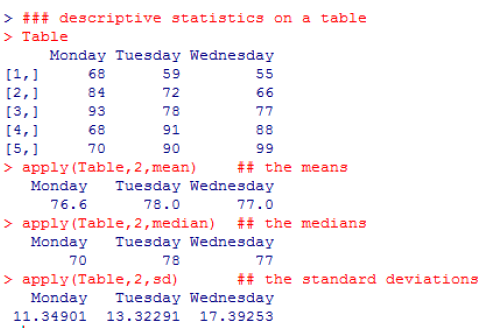 > ### descriptive statistics on a table
> Table
Monday Tuesday Wednesday
[1,] 68 59 55
[2,] 84 72 66
[3,] 93 78 77
[4,] 68 91 88
[5,] 70 90 99
> apply(Table,2,mean) ## the means
Monday Tuesday Wednesday
76.6 78.0 77.0
> apply(Table,2,median) ## the medians
Monday Tuesday Wednesday
70 78 77
> apply(Table,2,sd) ## the standard deviations
Monday Tuesday Wednesday
11.34901 13.32291 17.39253